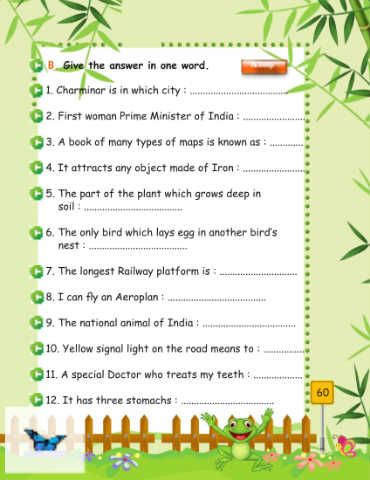 B. Give the answer in one word.
1. Charminar is in which city : ....................................
2. First woman Prime Minister of India : .......................
3. A book of many types of maps is known as : .............
4. It attracts any object made of Iron : .......................
5. The part of the plant which grows deep in
soil : ....................................
6. The only bird which lays egg in another bird's
nest : ....................................
7. The longest Railway platform is : ............................
8. I can fly an Aeroplan : ....................................
9. The national animal of India : ..................................
10. Yellow signal light on the road means to : ................
11. A special Doctor who treats my teeth : ..................
12. It has three stomachs : ..................................
60